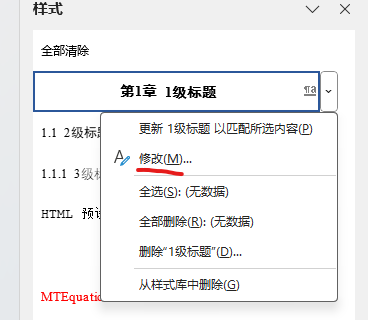 样式
全部清除
第1章 1级标题
更新 1级标题 以匹配所选内容(P)
1.1 2级标题
修改(M)...
1.1.1 3级标
全选(S): (无数据)
HTML 预设
全部删除(R): (无数据)
删除“1级标题”(D)...
从样式库中删除(G)
MTEquatio